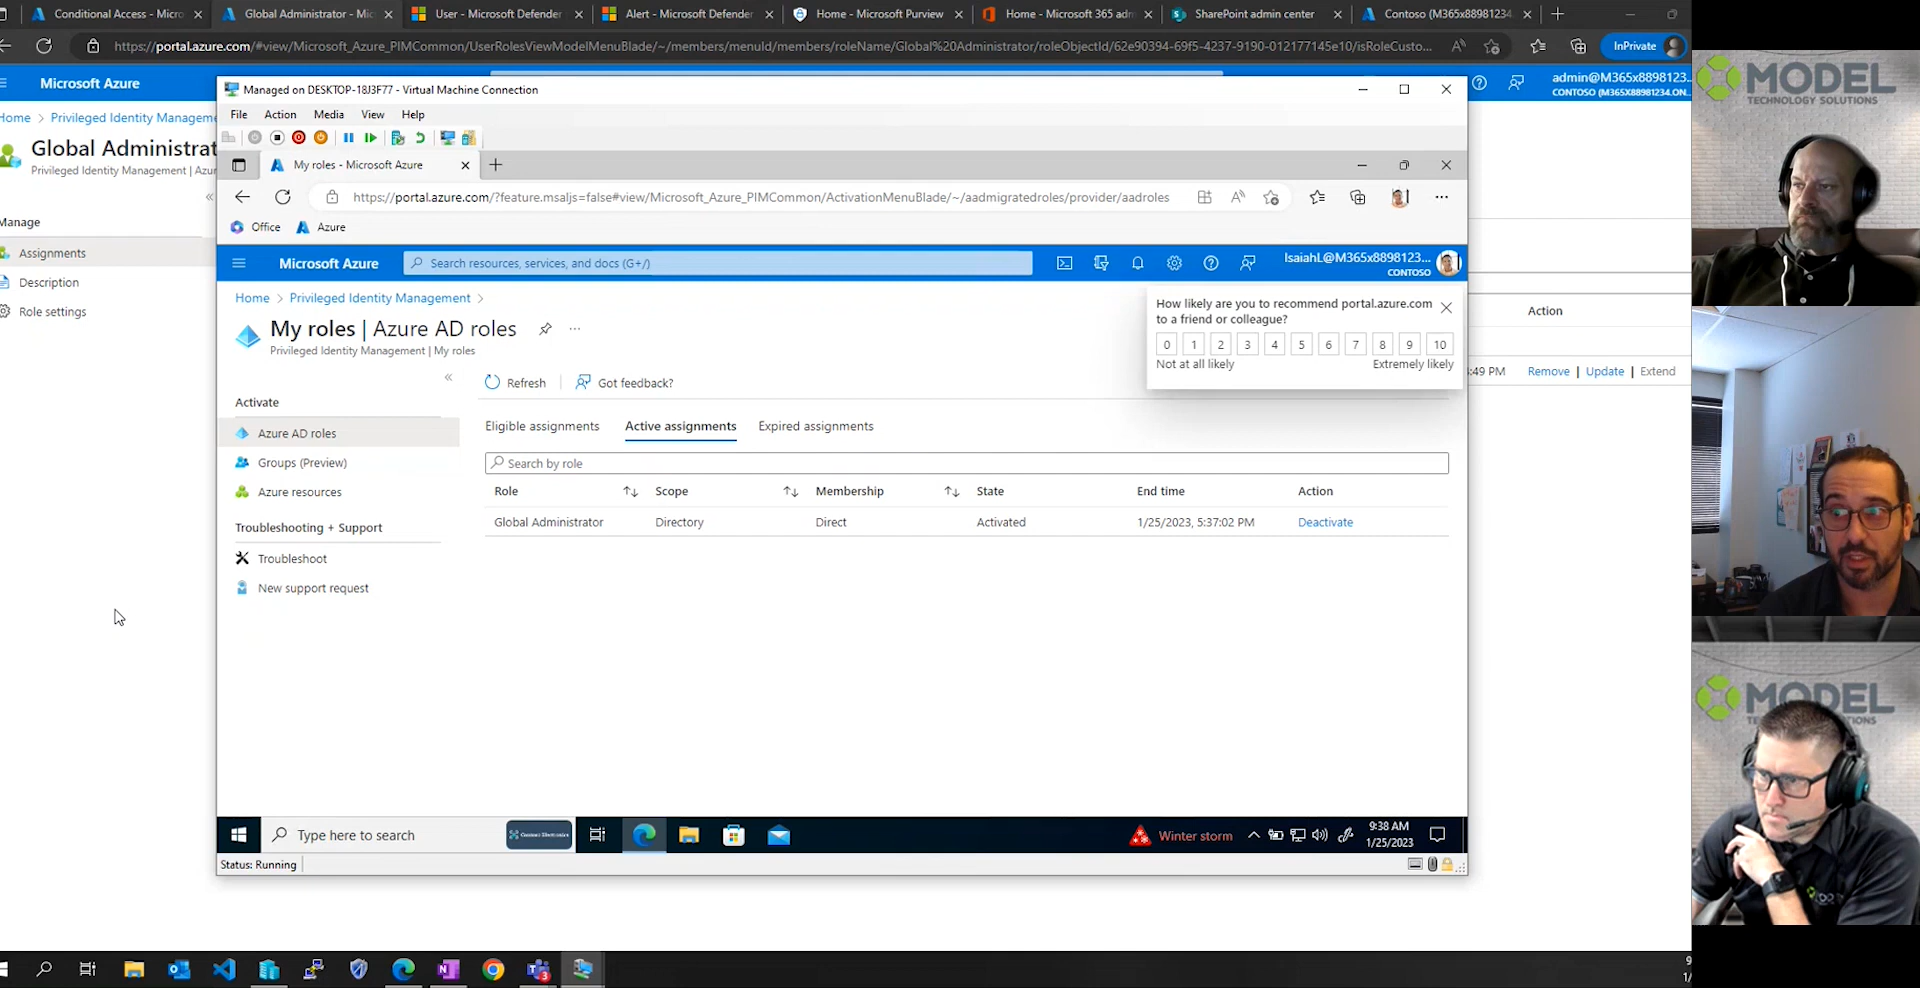 Conditional Access - Micro
Global Administrator - Mic
User - Microsoft Defender
Alert - Microsoft Defender
Home - Microsoft Purview
Home - Microsoft 365 adm
SharePoint admin center
Contoso (M365x88981234
https://portal.azure.com/#view/Microsoft_Azure_PIMCommon/UserRolesViewModelMenuBlade/~/members/menuId/members/roleName/Global%20Administrator/roleObjectId/62e90394-69f5-4237-9190-012177145e10/isRoleCusto...
InPrivate
Microsoft Azure
admin@M365x8898123...
CONTOSO (M365X88981234.ON...
Home > Privileged Identity Manageme
Global Administrat
Privileged Identity Management | Azur
Manage
Assignments
Description
Role settings
Action
:49 PM Remove | Update | Extend
Managed on DESKTOP-18J3F77 - Virtual Machine Connection
File Action Media View Help
My roles - Microsoft Azure
https://portal.azure.com/?feature.msaljs=false#view/Microsoft_Azure_PIMCommon/ActivationMenuBlade/~/aadmigratedroles/provider/aadroles
Office Azure
Microsoft Azure
Search resources, services, and docs (G+/)
IsaiahL@M365x8898123...
CONTOSO
Home > Privileged Identity Management >
My roles | Azure AD roles
Privileged Identity Management | My roles
How likely are you to recommend portal.azure.com
to a friend or colleague?
0 1 2 3 4 5 6 7 8 9 10
Not at all likely Extremely likely
Refresh Got feedback?
Activate
Azure AD roles
Groups (Preview)
Azure resources
Troubleshooting + Support
Troubleshoot
New support request
Eligible assignments Active assignments Expired assignments
Search by role
Role Scope Membership State End time Action
Global Administrator Directory Direct Activated 1/25/2023, 5:37:02 PM Deactivate
Type here to search
Contoso Electronics
Winter storm
9:38 AM
1/25/2023
Status: Running
MODEL
TECHNOLOGY SOLUTIONS
MODEL